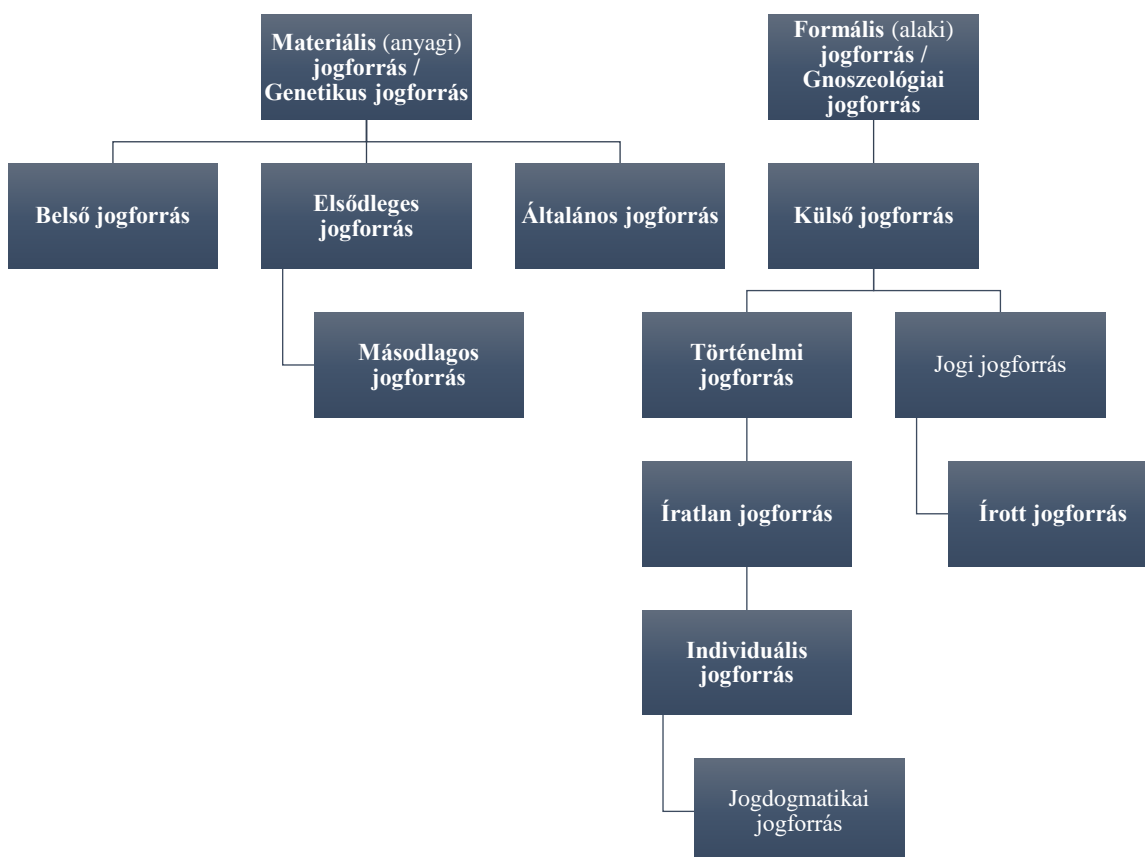 Materiális (anyagi)
jogforrás /
Genetikus jogforrás
Formális (alaki)
jogforrás /
Gnoszeológiai
jogforrás
Belső jogforrás
Elsődleges
jogforrás
Általános jogforrás
Külső jogforrás
Másodlagos
jogforrás
Történelmi
jogforrás
Jogi jogforrás
Íratlan jogforrás
Írott jogforrás
Individuális
jogforrás
Jogdogmatikai
jogforrás